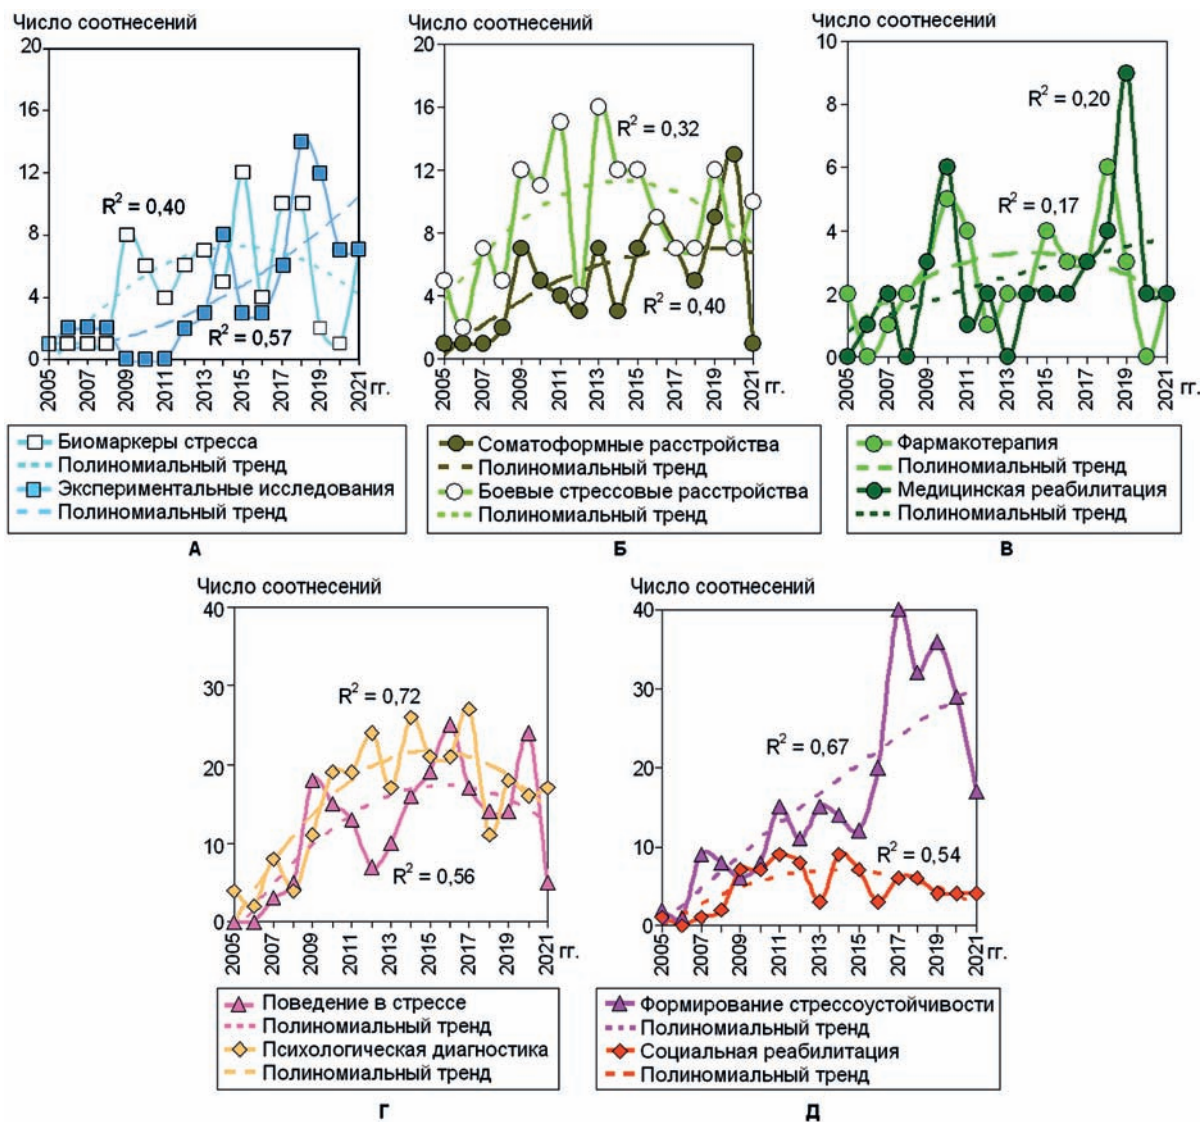 Число соотнесений
20
16
12
8
4
0
R² = 0,40
R² = 0,57
2005
2007
2009
2011
2013
2015
2017
2019
2021
гг.
Биомаркеры стресса
Полиномиальный тренд
Экспериментальные исследования
Полиномиальный тренд
А
Число соотнесений
20
16
12
8
4
0
R² = 0,32
R² = 0,40
2005
2007
2009
2011
2013
2015
2017
2019
2021
гг.
Соматоформные расстройства
Полиномиальный тренд
Боевые стрессовые расстройства
Полиномиальный тренд
Б
Число соотнесений
10
8
6
4
2
0
R² = 0,20
R² = 0,17
2005
2007
2009
2011
2013
2015
2017
2019
2021
гг.
Фармакотерапия
Полиномиальный тренд
Медицинская реабилитация
Полиномиальный тренд
В
Число соотнесений
40
30
20
10
0
R² = 0,72
R² = 0,56
2005
2007
2009
2011
2013
2015
2017
2019
2021
гг.
Поведение в стрессе
Полиномиальный тренд
Психологическая диагностика
Полиномиальный тренд
Г
Число соотнесений
40
30
20
10
0
R² = 0,67
R² = 0,54
2005
2007
2009
2011
2013
2015
2017
2019
2021
гг.
Формирование стрессоустойчивости
Полиномиальный тренд
Социальная реабилитация
Полиномиальный тренд
Д